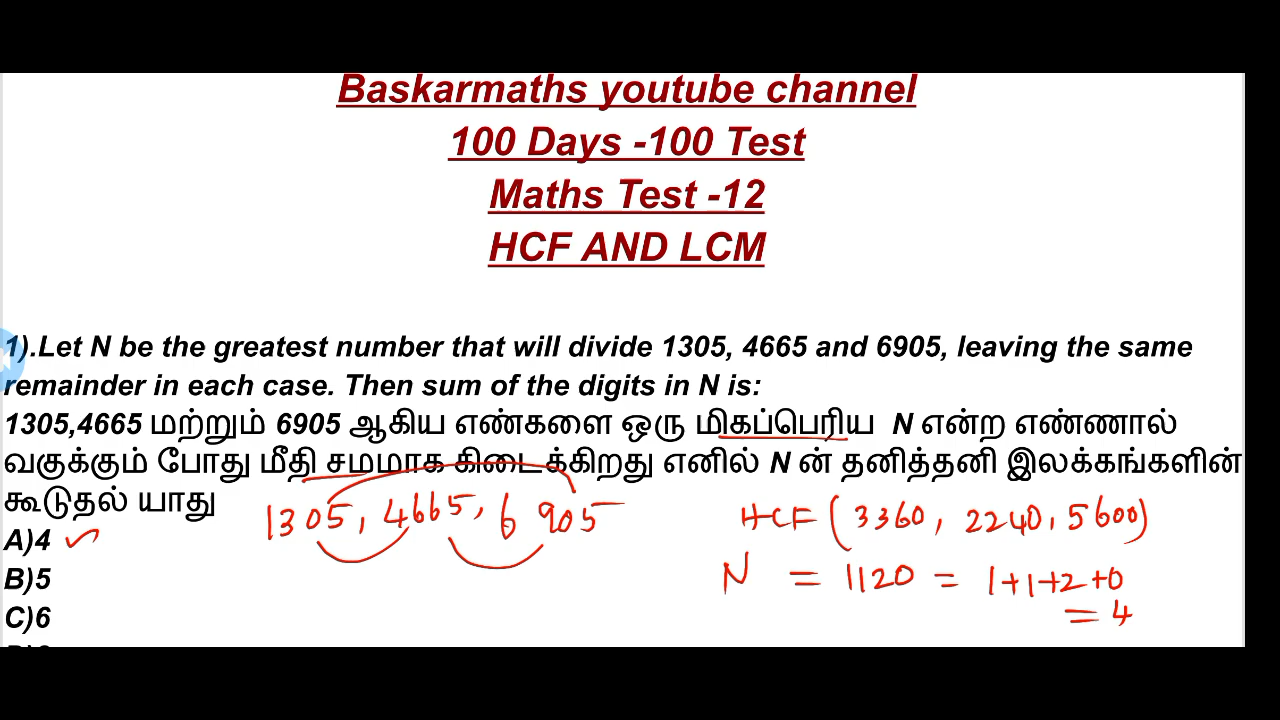 Baskarmaths youtube channel
100 Days -100 Test
Maths Test -12
HCF AND LCM
1).Let N be the greatest number that will divide 1305, 4665 and 6905, leaving the same
remainder in each case. Then sum of the digits in N is:
1305,4665 மற்றும் 6905 ஆகிய எண்களை ஒரு மிகப்பெரிய N என்ற எண்ணால்
வகுக்கும் போது மீதி சமமாக கிடைக்கிறது எனில் N ன் தனித்தனி இலக்கங்களின்
கூடுதல் யாது
1305, 4665, 6905
HCF (3360, 2240, 5600)
A)4
N = 1120 = 1+1+2+0
B)5
= 4
C)6